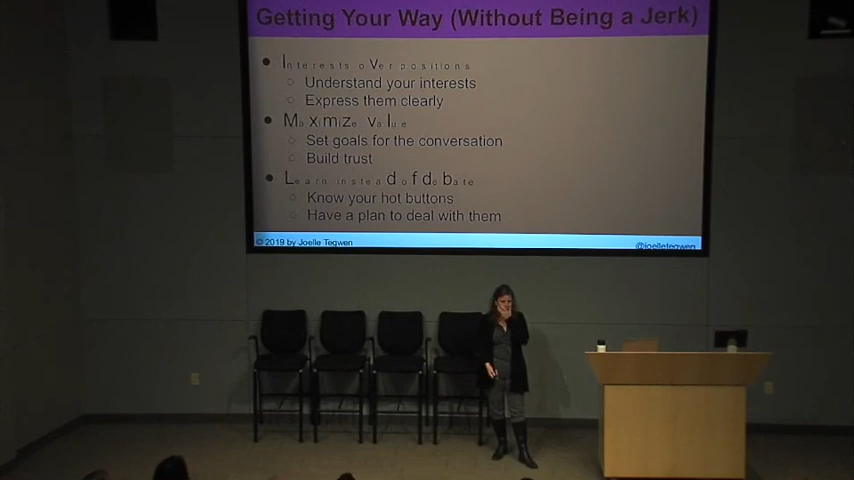 Getting Your Way (Without Being a Jerk)
Interests oVer positions
Understand your interests
Express them clearly
MaximiZe value
Set goals for the conversation
Build trust
Learn instead of debate
Know your hot buttons
Have a plan to deal with them
© 2019 by Joelle Tegwen
@joelletegwen